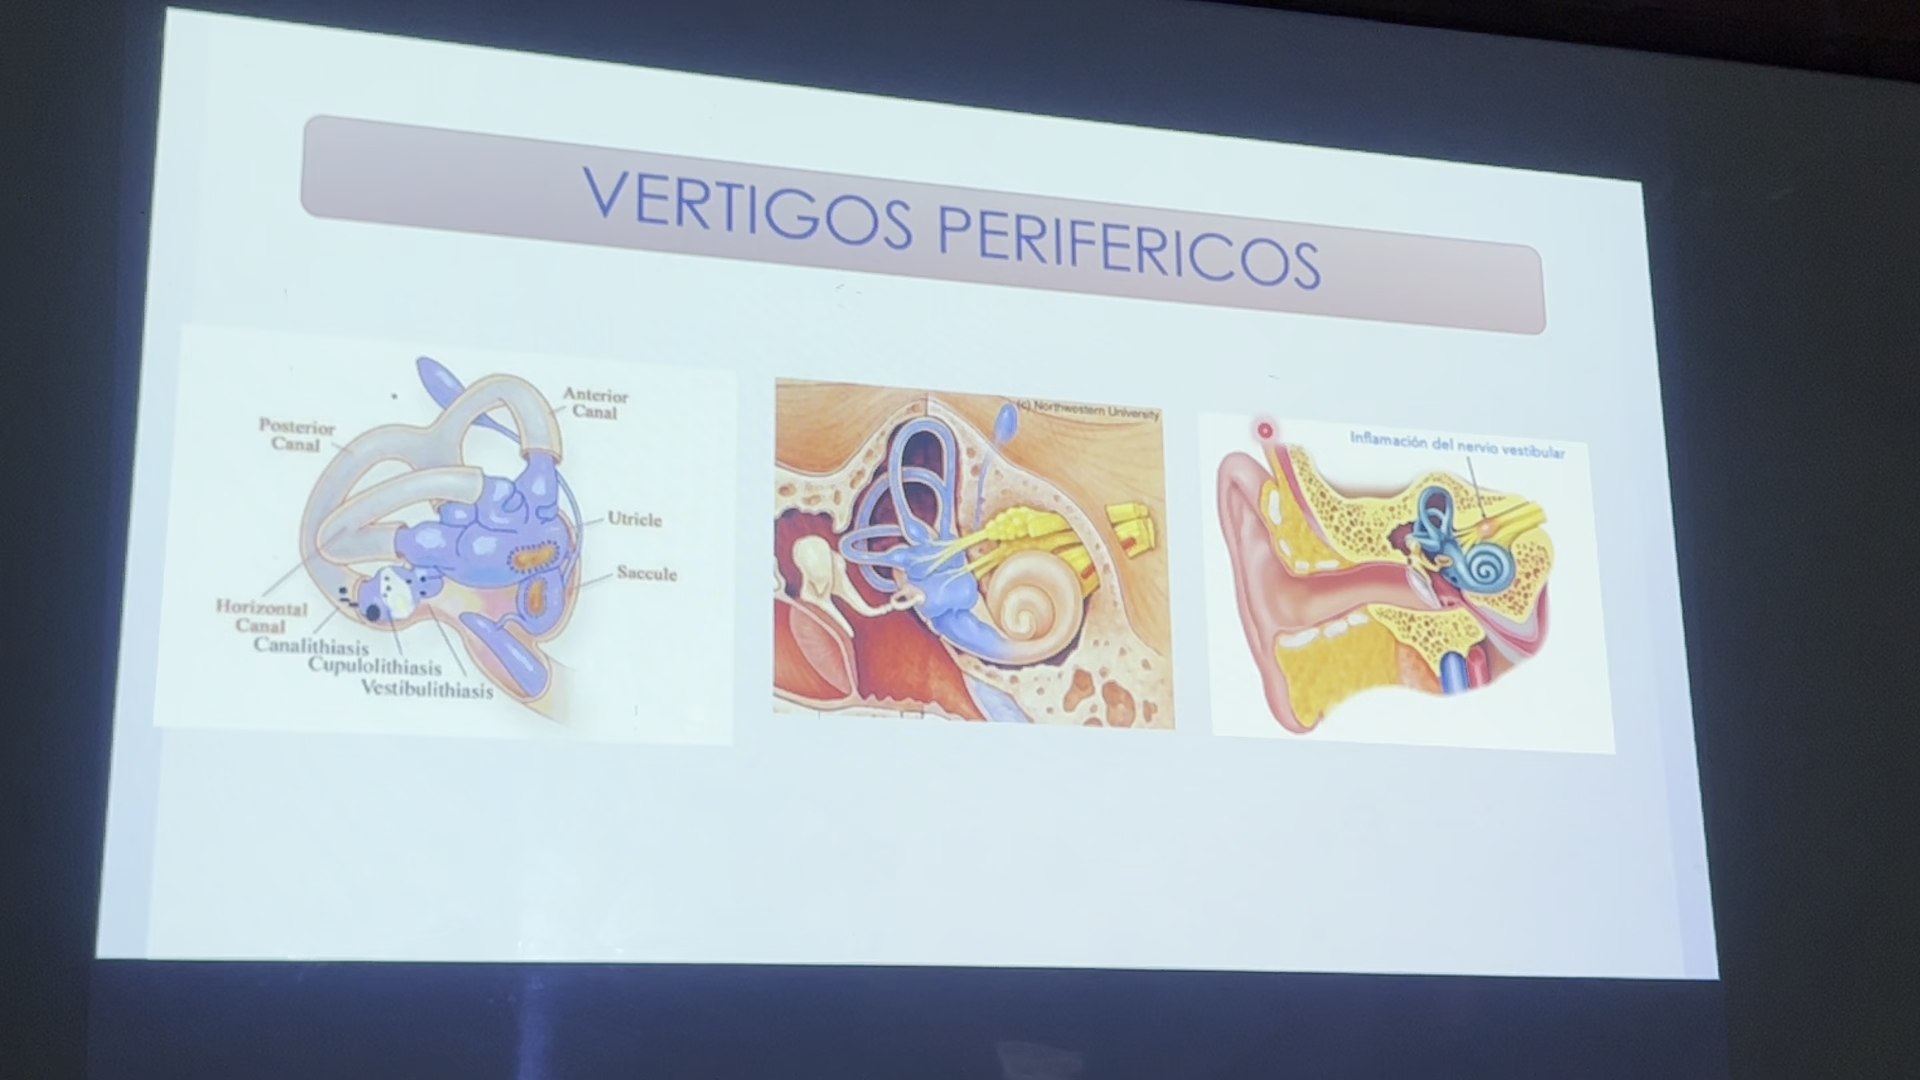 VERTIGOS PERIFERICOS
Anterior
Canal
Posterior
Canal
Utricle
Saccule
Horizontal
Canal
Canalithiasis
Cupulolithiasis
Vestibulithiasis
(c) Northwestern University
Inflamación del nervio vestibular